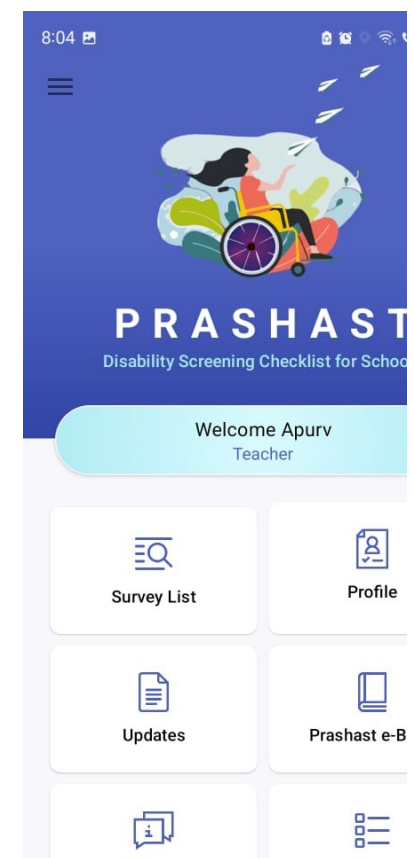 8:04
PRASHAST
Disability Screening Checklist for Schoo
Welcome Apurv
Teacher
Survey List
Profile
Updates
Prashast e-B